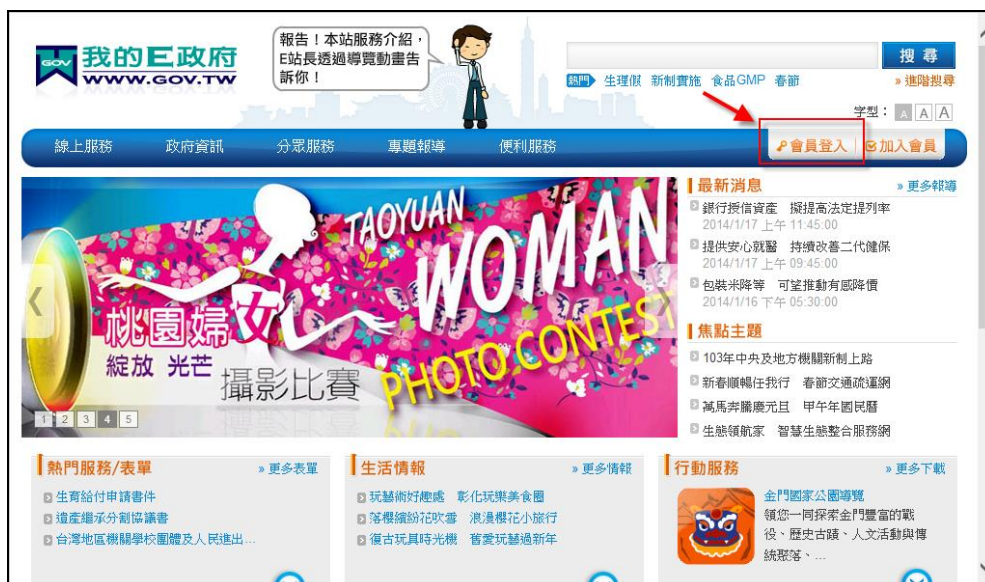 GOV 我的E政府
WWW.GOV.TW
報告！本站服務介紹，
E站長透過導覽動畫告
訴你！
搜 尋
熱門 生理假 新制實施 食品GMP 春節
» 進階搜尋
字型： A A A
線上服務 政府資訊 分眾服務 專題報導 便利服務
會員登入 加入會員
TAOYUAN
WOMAN
PHOTO CONTEST
桃園婦女
綻放 光芒
攝影比賽
1 2 3 4 5
最新消息 » 更多報導
銀行授信資產 擬提高法定提列率
2014/1/17 上午 11:45:00
提供安心就醫 持續改善二代健保
2014/1/17 上午 09:45:00
包裝米降等 可望推動有感降價
2014/1/16 下午 05:30:00
焦點主題
103年中央及地方機關新制上路
新春順暢任我行 春節交通疏運網
萬馬奔騰慶元旦 甲午年國民曆
生態領航家 智慧生態整合服務網
熱門服務/表單 » 更多表單
生育給付申請書件
遺產繼承分割協議書
台灣地區機關學校團體及人民進出...
生活情報 » 更多情報
玩藝術好趣處 彰化玩樂美食圈
落櫻繽紛花吹雪 浪漫櫻花小旅行
復古玩具時光機 舊愛玩藝過新年
行動服務 » 更多下載
金門國家公園導覽
領您一同探索金門豐富的戰
役、歷史古蹟、人文活動與傳
統聚落、...